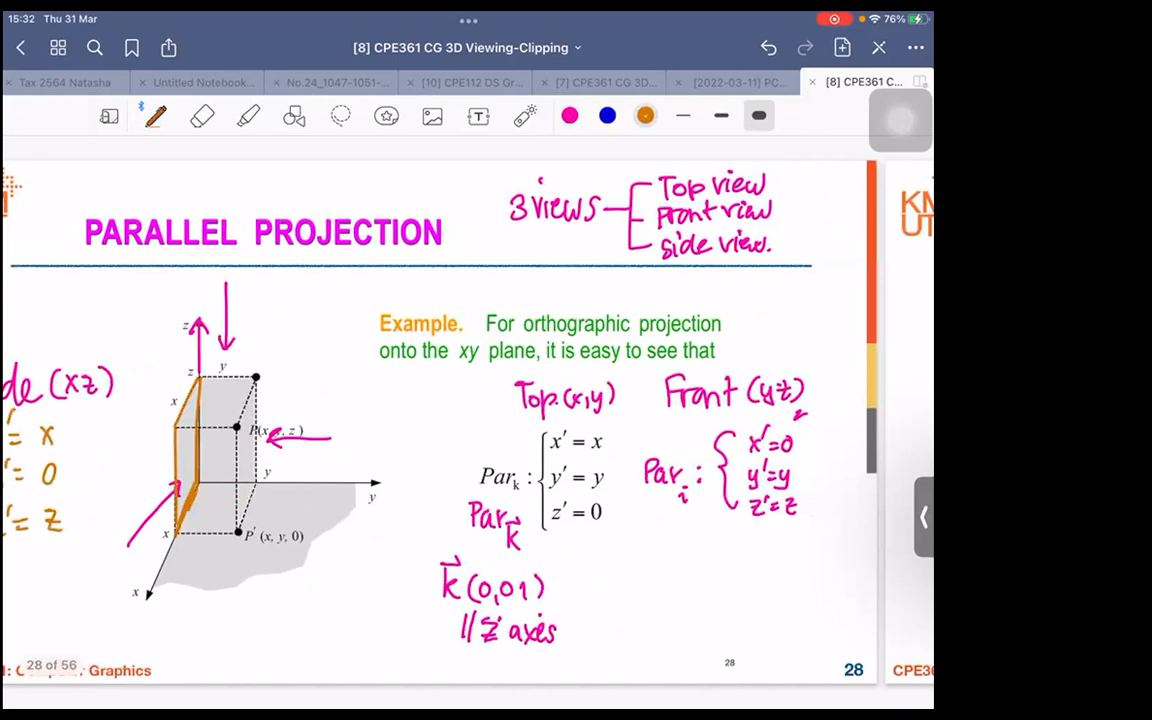 15:32 Thu 31 Mar
76%
[8] CPE361 CG 3D Viewing-Clipping
Tax 2564 Natasha
Untitled Notebook...
No.24_1047-1051-...
[10] CPE112 DS Gr...
[7] CPE361 CG 3D...
[2022-03-11] PC...
[8] CPE361 C...
T
3 views
Top view
Front view
side view.
PARALLEL PROJECTION
KM
UT
Example. For orthographic projection
onto the xy plane, it is easy to see that
z
z y
x
, z )
y
y
x
P' (x, y, 0)
x
de (xz)
' = x
' = 0
' = z
Top (x,y)
Park :
x' = x
y' = y
z' = 0
Par k
k (0,0 1)
// z axis
Front (yz)
Par i :
x'=0
y'=y
z'=z
28 of 56
Graphics
28
28
CPE3